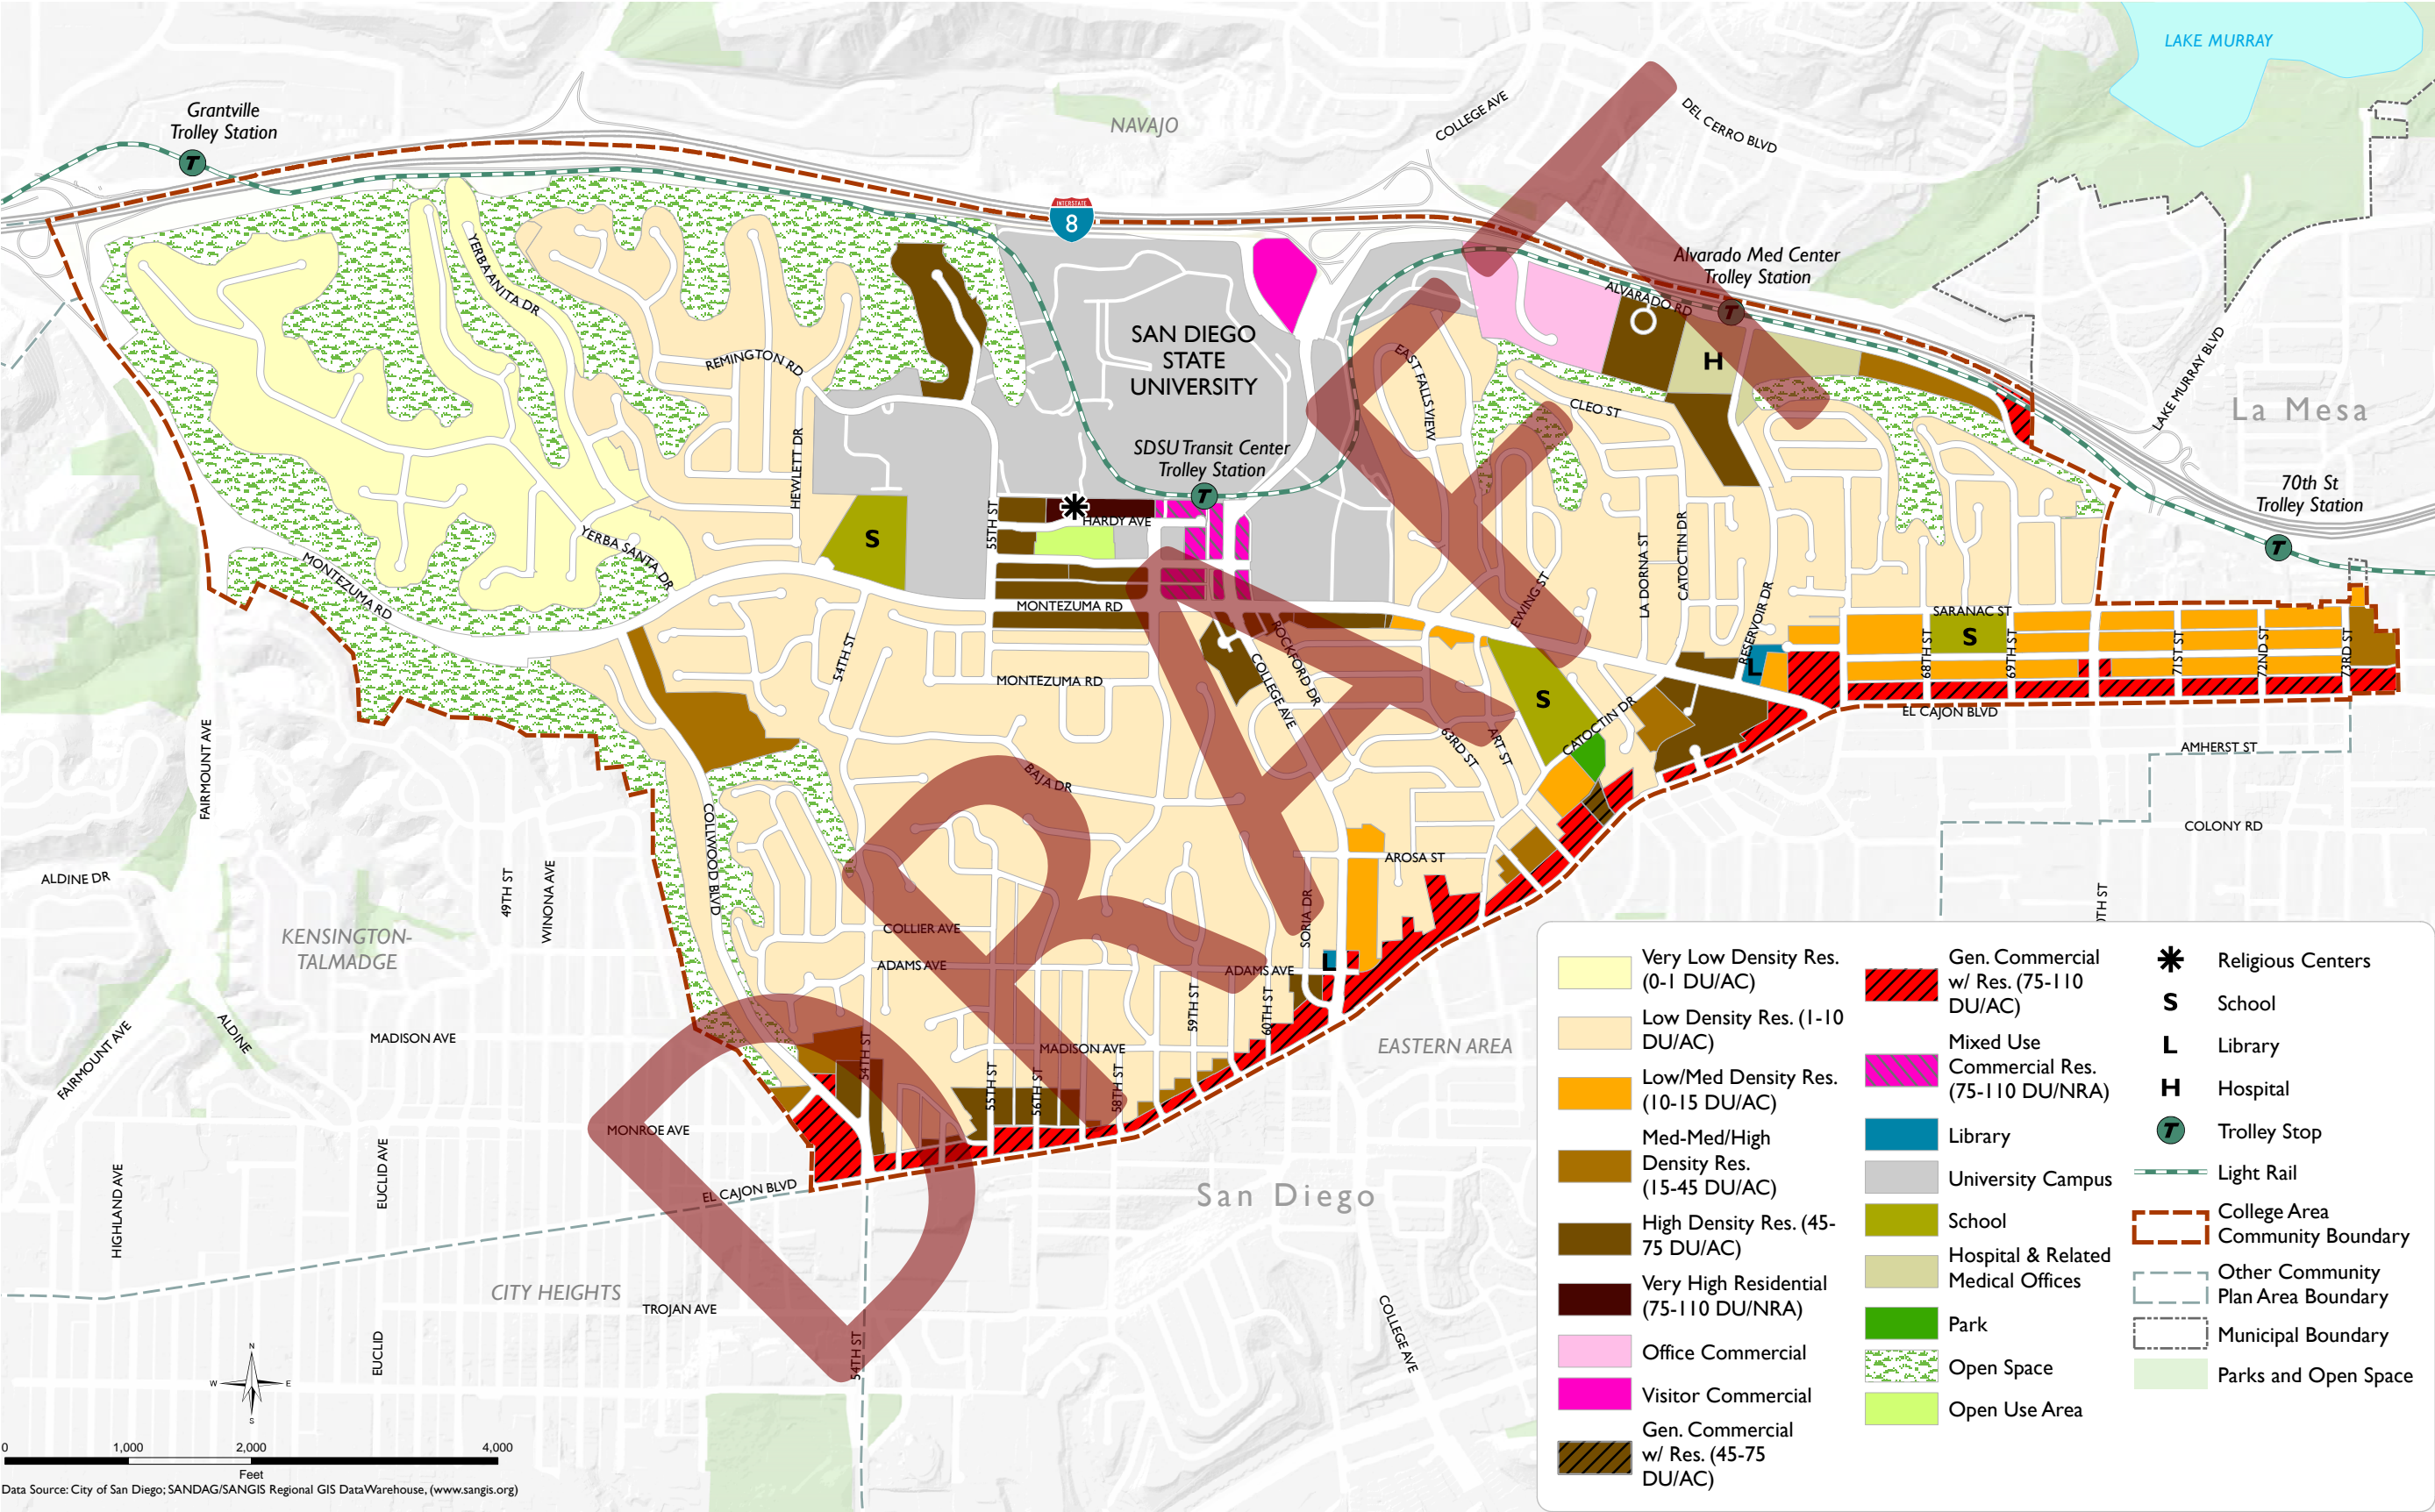 LAKE MURRAY
Grantville
Trolley Station
NAVAJO
COLLEGE AVE
DEL CERRO BLVD
INTERSTATE
8
Alvarado Med Center
Trolley Station
ALVARADO RD
YERBA ANITA DR
REMINGTON RD
SAN DIEGO
STATE
UNIVERSITY
H
LAKE MURRAY BLVD
La Mesa
EAST FALLS VIEW
CLEO ST
SDSU Transit Center
Trolley Station
HEWLETT DR
70th St
Trolley Station
S
55TH ST
HARDY AVE
YERBA SANTA DR
MONTEZUMA RD
MONTEZUMA RD
LA DORNA ST
CATOCTIN DR
EWING ST
RESERVOIR DR
SARANAC ST
S
68TH ST
69TH ST
71ST ST
72ND ST
73RD ST
L
54TH ST
ROCKFORD DR
MONTEZUMA RD
COLLEGE AVE
S
CATOCTIN DR
EL CAJON BLVD
63RD ST
ART ST
AMHERST ST
FAIRMOUNT AVE
BAJA DR
COLLWOOD BLVD
COLONY RD
AROSA ST
ALDINE DR
49TH ST
WINONA AVE
SORIA DR
COLLIER AVE
KENSINGTON-
TALMADGE
ADAMS AVE
ADAMS AVE
L
59TH ST
60TH ST
FAIRMOUNT AVE
ALDINE
MADISON AVE
54TH ST
MADISON AVE
EASTERN AREA
55TH ST
56TH ST
58TH ST
MONROE AVE
HIGHLAND AVE
EUCLID AVE
EL CAJON BLVD
San Diego
CITY HEIGHTS
TROJAN AVE
EUCLID
54TH ST
COLLEGE AVE
DRAFT
N
W
E
S
0
1,000
2,000
4,000
Feet
Data Source: City of San Diego; SANDAG/SANGIS Regional GIS DataWarehouse, (www.sangis.org)
Very Low Density Res.
(0-1 DU/AC)
Low Density Res. (1-10
DU/AC)
Low/Med Density Res.
(10-15 DU/AC)
Med-Med/High
Density Res.
(15-45 DU/AC)
High Density Res. (45-
75 DU/AC)
Very High Residential
(75-110 DU/NRA)
Office Commercial
Visitor Commercial
Gen. Commercial
w/ Res. (45-75
DU/AC)
Gen. Commercial
w/ Res. (75-110
DU/AC)
Mixed Use
Commercial Res.
(75-110 DU/NRA)
Library
University Campus
School
Hospital & Related
Medical Offices
Park
Open Space
Open Use Area
Religious Centers
S School
L Library
H Hospital
T Trolley Stop
Light Rail
College Area
Community Boundary
Other Community
Plan Area Boundary
Municipal Boundary
Parks and Open Space